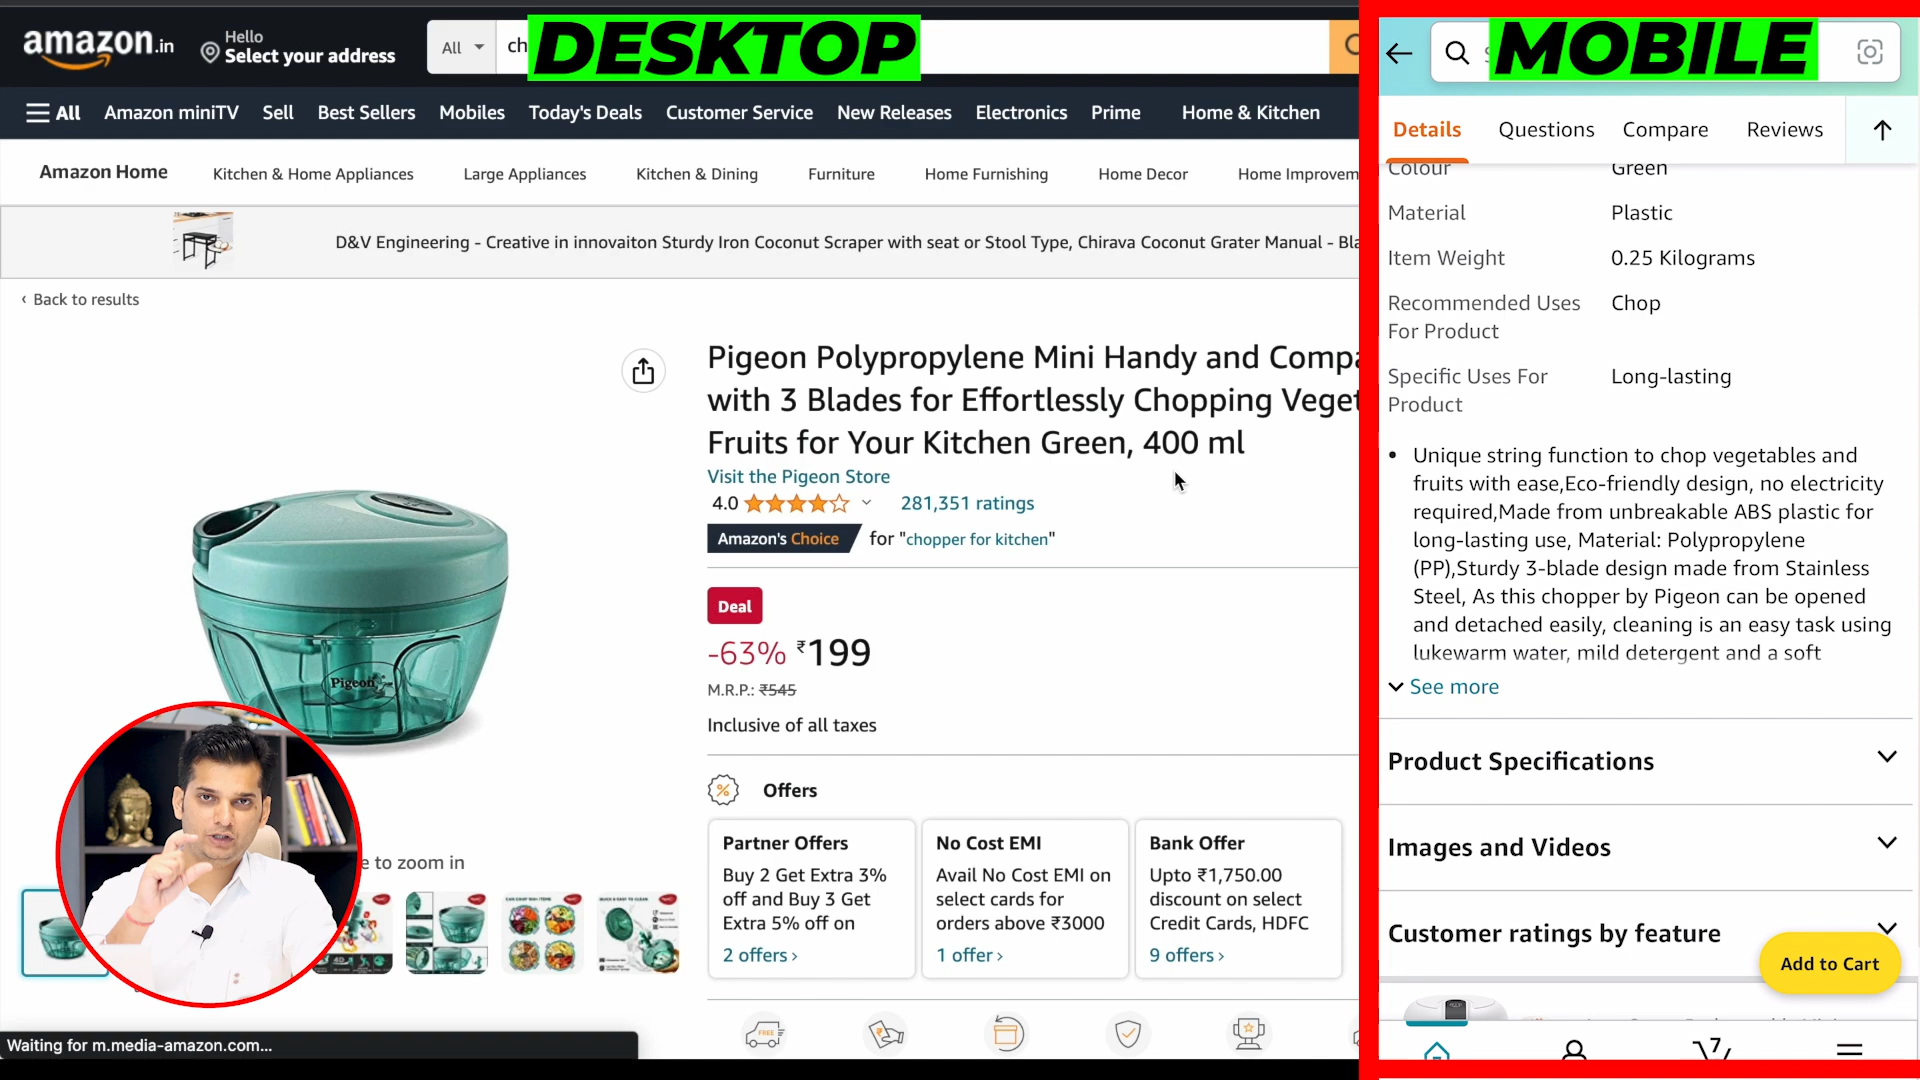 amazon.in
Hello
Select your address
All
ch
DESKTOP
All
Amazon miniTV
Sell
Best Sellers
Mobiles
Today's Deals
Customer Service
New Releases
Electronics
Prime
Home & Kitchen
Amazon Home
Kitchen & Home Appliances
Large Appliances
Kitchen & Dining
Furniture
Home Furnishing
Home Decor
Home Improvem
D&V Engineering - Creative in innovaiton Sturdy Iron Coconut Scraper with seat or Stool Type, Chirava Coconut Grater Manual - Bla
‹ Back to results
Pigeon Polypropylene Mini Handy and Compa
with 3 Blades for Effortlessly Chopping Veget
Fruits for Your Kitchen Green, 400 ml
Visit the Pigeon Store
4.0
281,351 ratings
Amazon's Choice
for "chopper for kitchen"
Deal
-63% ₹199
M.R.P.: ₹545
Inclusive of all taxes
Offers
Partner Offers
Buy 2 Get Extra 3%
off and Buy 3 Get
Extra 5% off on
2 offers ›
No Cost EMI
Avail No Cost EMI on
select cards for
orders above ₹3000
1 offer ›
Bank Offer
Upto ₹1,750.00
discount on select
Credit Cards, HDFC
9 offers ›
FREE
Pigeon
e to zoom in
Waiting for m.media-amazon.com...
MOBILE
Details
Questions
Compare
Reviews
Colour
Green
Material
Plastic
Item Weight
0.25 Kilograms
Recommended Uses
For Product
Chop
Specific Uses For
Product
Long-lasting
• Unique string function to chop vegetables and
fruits with ease,Eco-friendly design, no electricity
required,Made from unbreakable ABS plastic for
long-lasting use, Material: Polypropylene
(PP),Sturdy 3-blade design made from Stainless
Steel, As this chopper by Pigeon can be opened
and detached easily, cleaning is an easy task using
lukewarm water, mild detergent and a soft
See more
Product Specifications
Images and Videos
Customer ratings by feature
Add to Cart
7